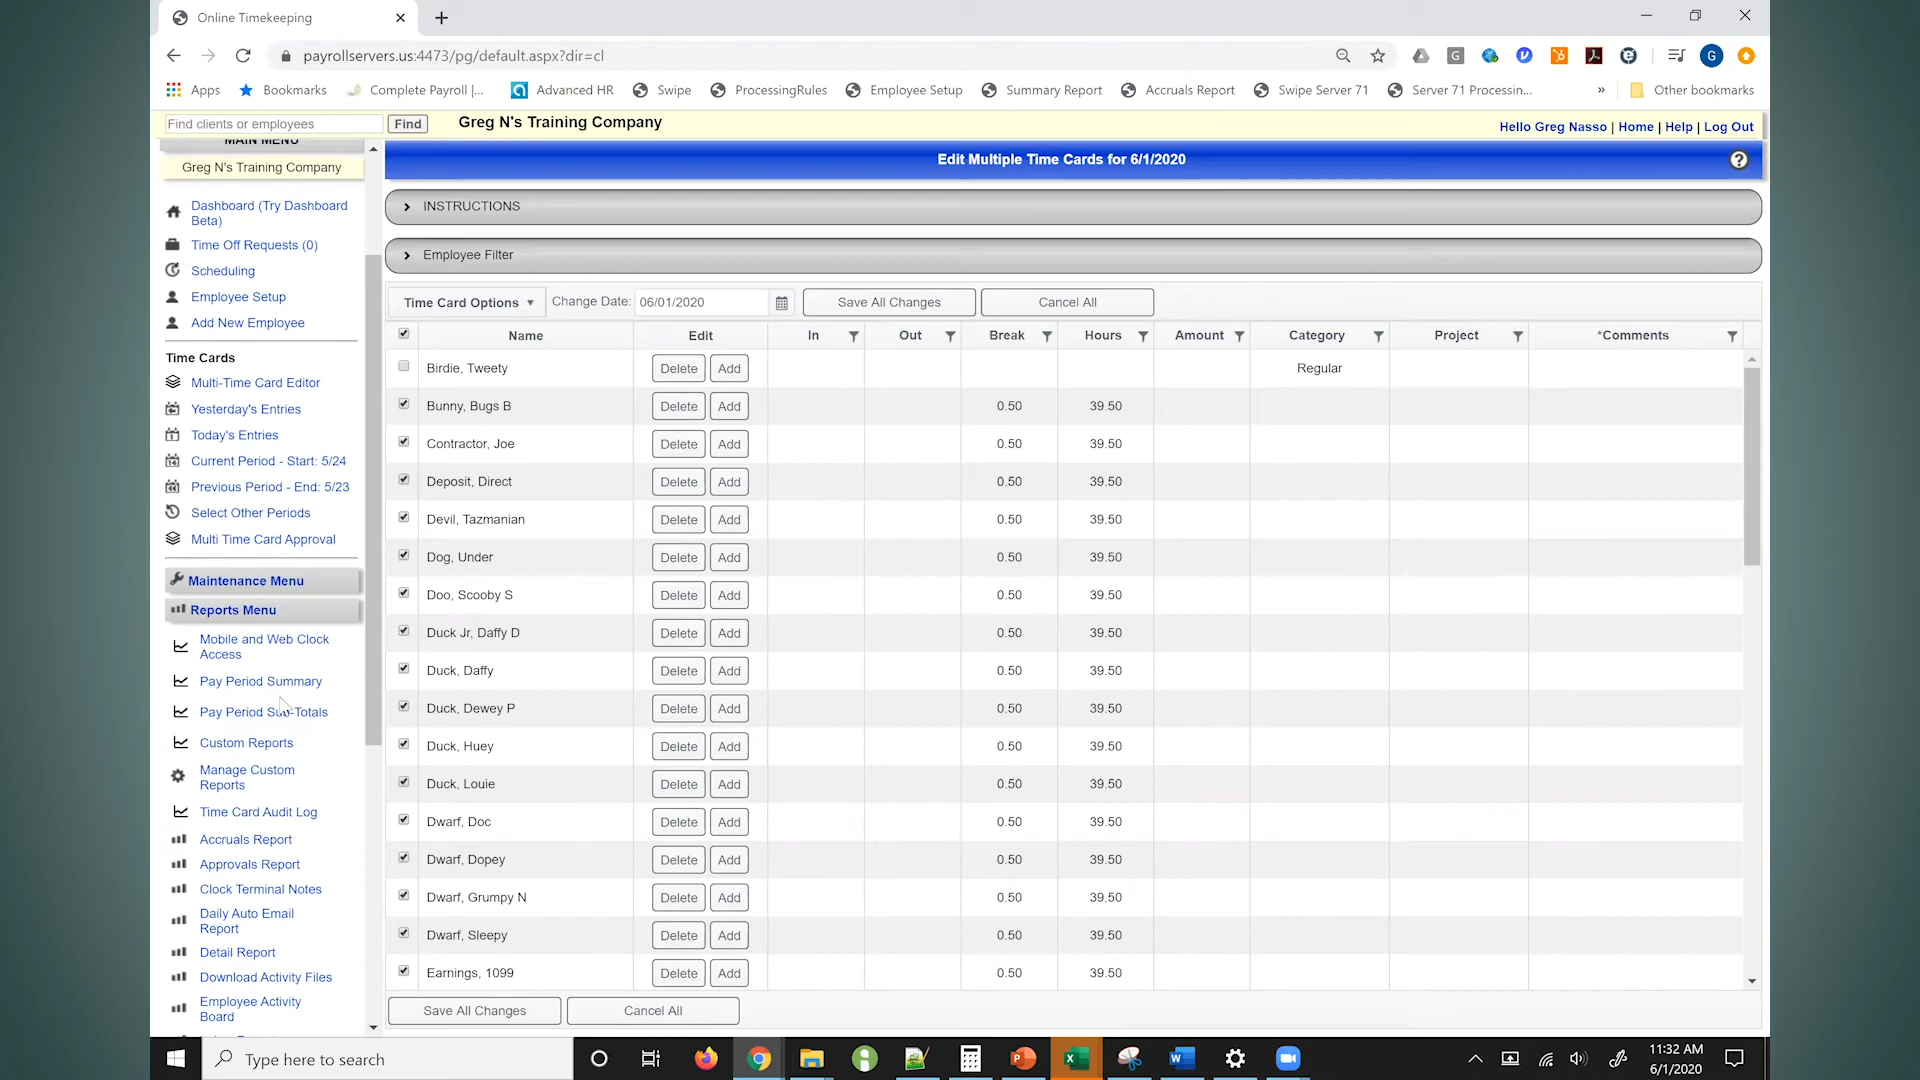 Online Timekeeping
payrollservers.us:4473/pg/default.aspx?dir=cl
Apps Bookmarks Complete Payroll |... Advanced HR Swipe ProcessingRules Employee Setup Summary Report Accruals Report Swipe Server 71 Server 71 Processin... » Other bookmarks
Find clients or employees Find Greg N's Training Company Hello Greg Nasso | Home | Help | Log Out
MAIN MENU
Greg N's Training Company
Dashboard (Try Dashboard
Beta)
Time Off Requests (0)
Scheduling
Employee Setup
Add New Employee
Time Cards
Multi-Time Card Editor
Yesterday's Entries
Today's Entries
Current Period - Start: 5/24
Previous Period - End: 5/23
Select Other Periods
Multi Time Card Approval
Maintenance Menu
Reports Menu
Mobile and Web Clock
Access
Pay Period Summary
Pay Period Sub-Totals
Custom Reports
Manage Custom
Reports
Time Card Audit Log
Accruals Report
Approvals Report
Clock Terminal Notes
Daily Auto Email
Report
Detail Report
Download Activity Files
Employee Activity
Board
Edit Multiple Time Cards for 6/1/2020
INSTRUCTIONS
Employee Filter
Time Card Options Change Date: 06/01/2020 Save All Changes Cancel All
Name Edit In Out Break Hours Amount Category Project *Comments
Birdie, Tweety Delete Add Regular
Bunny, Bugs B Delete Add 0.50 39.50
Contractor, Joe Delete Add 0.50 39.50
Deposit, Direct Delete Add 0.50 39.50
Devil, Tazmanian Delete Add 0.50 39.50
Dog, Under Delete Add 0.50 39.50
Doo, Scooby S Delete Add 0.50 39.50
Duck Jr, Daffy D Delete Add 0.50 39.50
Duck, Daffy Delete Add 0.50 39.50
Duck, Dewey P Delete Add 0.50 39.50
Duck, Huey Delete Add 0.50 39.50
Duck, Louie Delete Add 0.50 39.50
Dwarf, Doc Delete Add 0.50 39.50
Dwarf, Dopey Delete Add 0.50 39.50
Dwarf, Grumpy N Delete Add 0.50 39.50
Dwarf, Sleepy Delete Add 0.50 39.50
Earnings, 1099 Delete Add 0.50 39.50
Save All Changes Cancel All
Type here to search
11:32 AM
6/1/2020